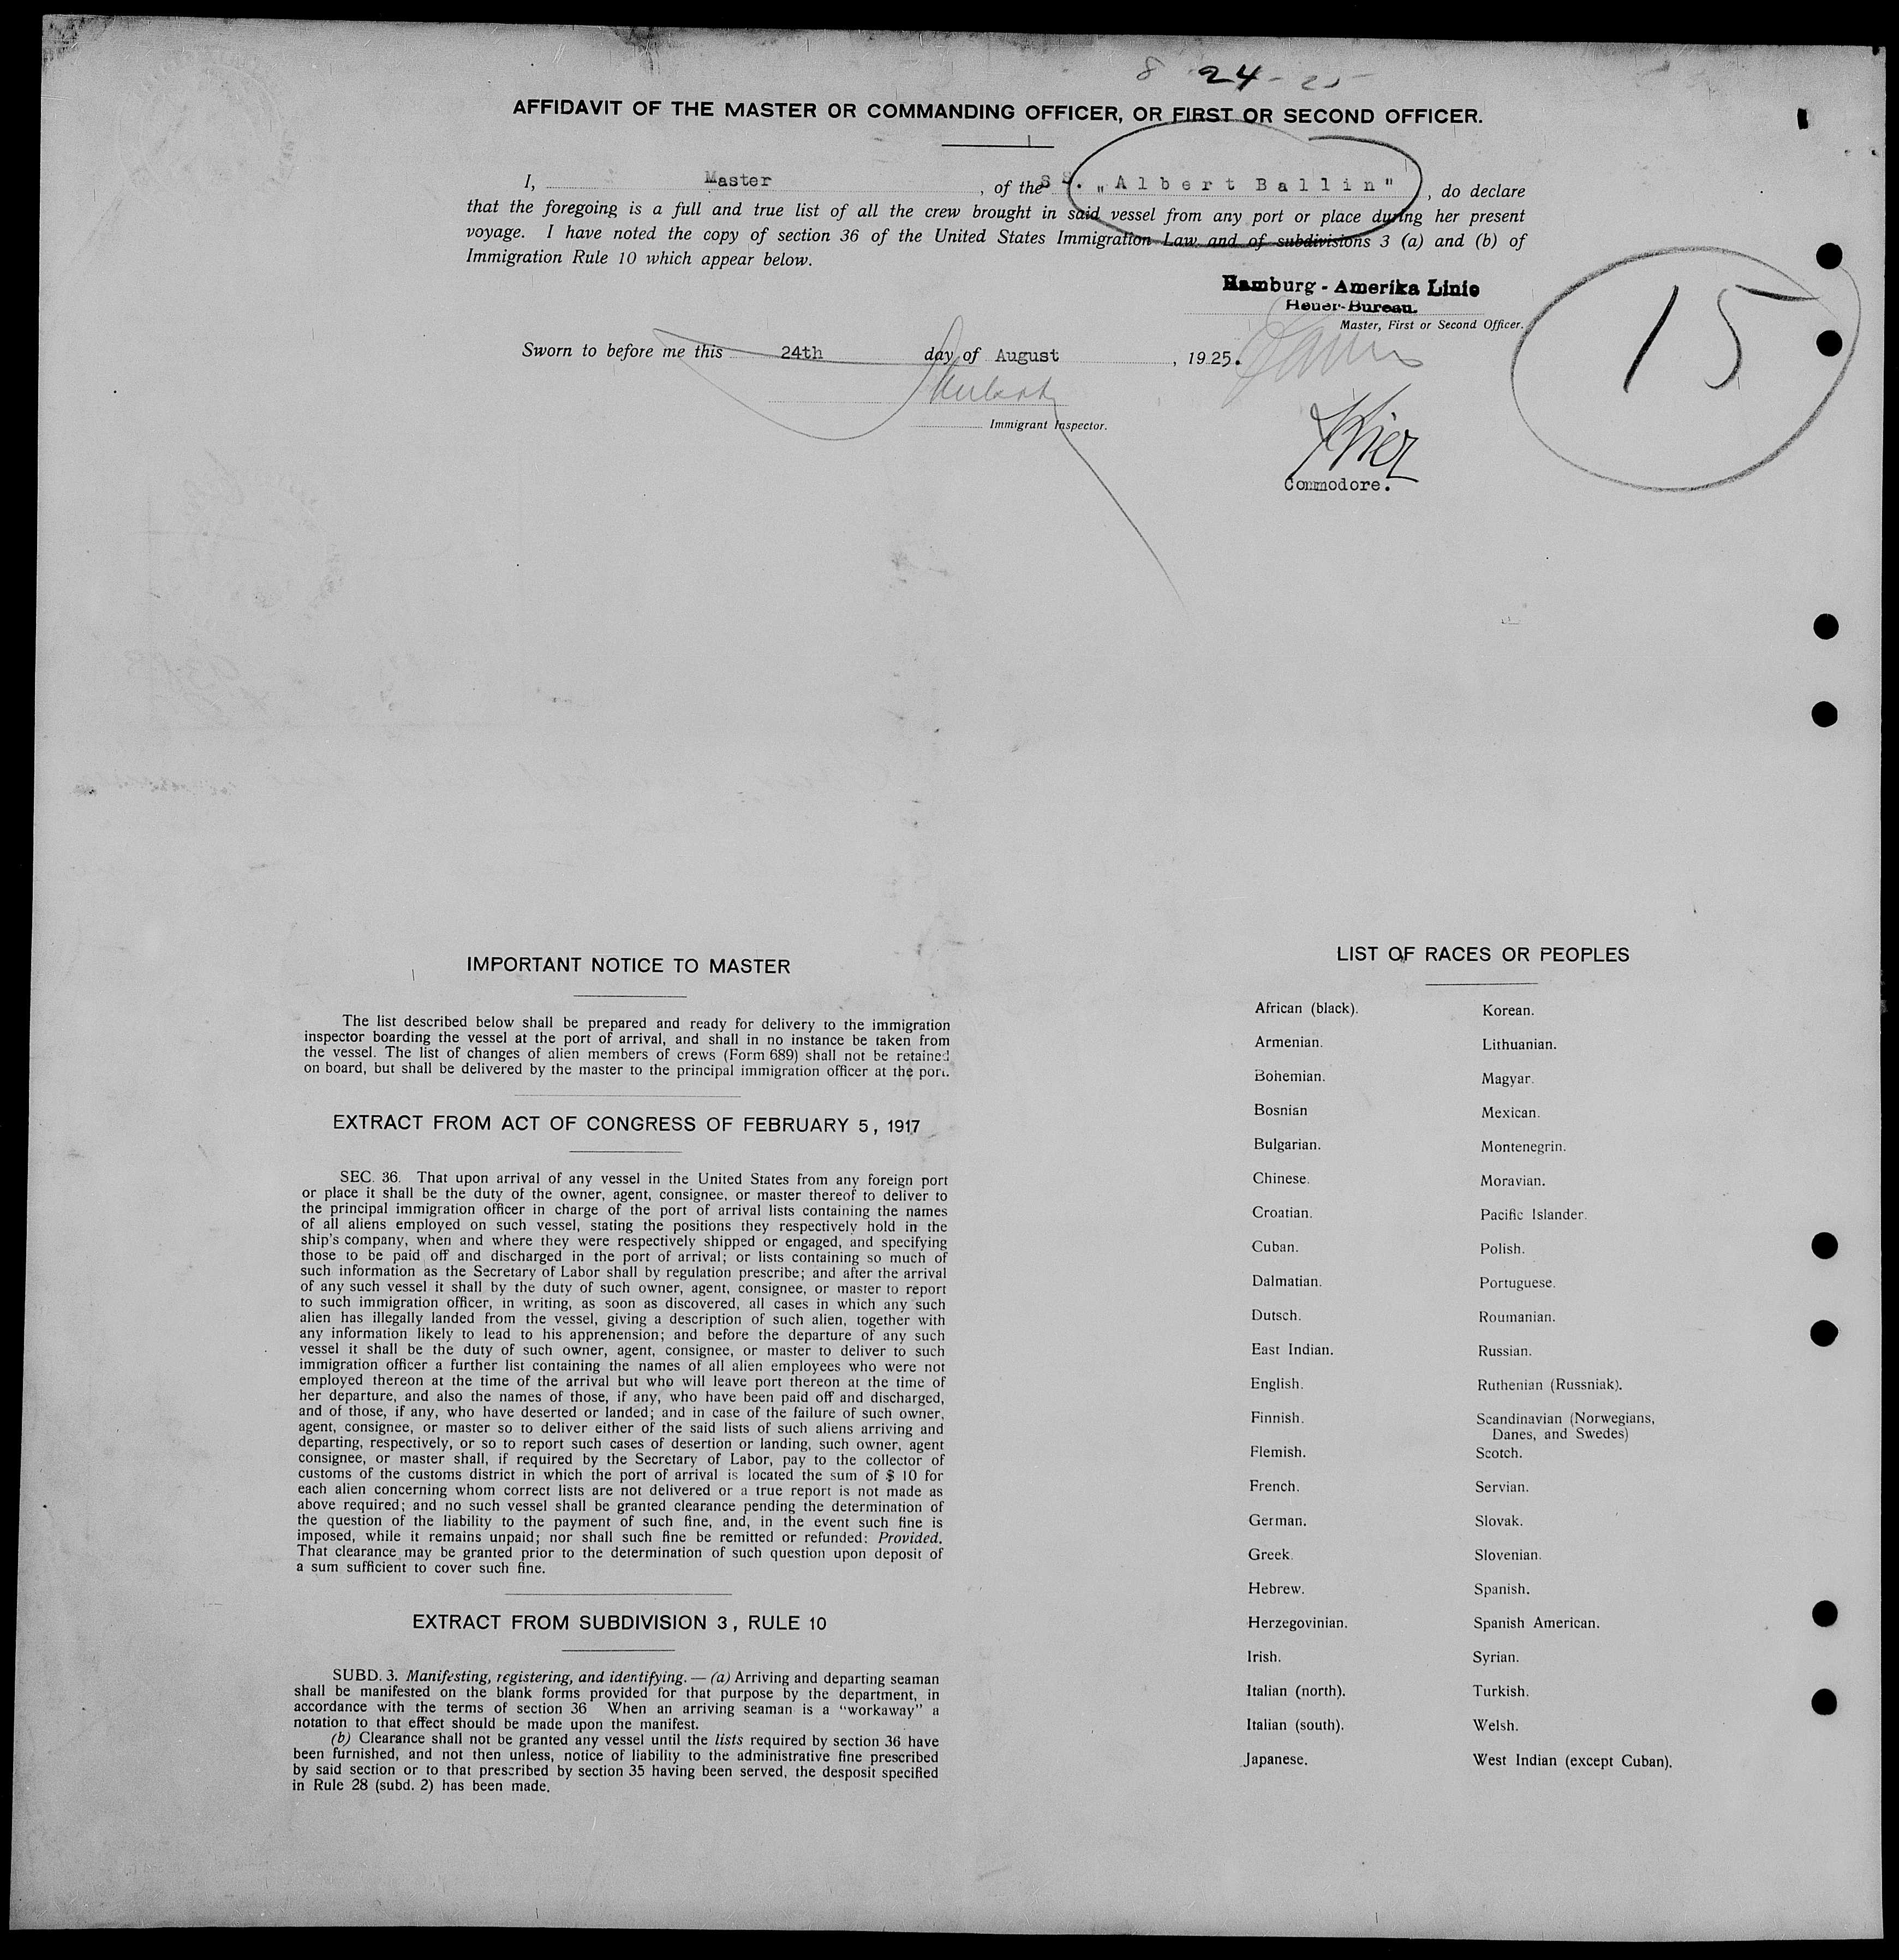 8 24-25
AFFIDAVIT OF THE MASTER OR COMMANDING OFFICER, OR FIRST OR SECOND OFFICER.
I, Master, of the SS. „Albert Ballin", do declare
that the foregoing is a full and true list of all the crew brought in said vessel from any port or place during her present
voyage. I have noted the copy of section 36 of the United States Immigration Law and of subdivisions 3 (a) and (b) of
Immigration Rule 10 which appear below.
Hamburg - Amerika Linie
Heuer-Bureau.
Master, First or Second Officer.
15
Sworn to before me this 24th day of August, 1925.
Immigrant Inspector.
Kier
Commodore.
IMPORTANT NOTICE TO MASTER
The list described below shall be prepared and ready for delivery to the immigration
inspector boarding the vessel at the port of arrival, and shall in no instance be taken from
the vessel. The list of changes of alien members of crews (Form 689) shall not be retained
on board, but shall be delivered by the master to the principal immigration officer at the port.
EXTRACT FROM ACT OF CONGRESS OF FEBRUARY 5, 1917
SEC. 36. That upon arrival of any vessel in the United States from any foreign port
or place it shall be the duty of the owner, agent, consignee, or master thereof to deliver to
the principal immigration officer in charge of the port of arrival lists containing the names
of all aliens employed on such vessel, stating the positions they respectively hold in the
ship's company, when and where they were respectively shipped or engaged, and specifying
those to be paid off and discharged in the port of arrival; or lists containing so much of
such information as the Secretary of Labor shall by regulation prescribe; and after the arrival
of any such vessel it shall by the duty of such owner, agent, consignee, or master to report
to such immigration officer, in writing, as soon as discovered, all cases in which any such
alien has illegally landed from the vessel, giving a description of such alien, together with
any information likely to lead to his apprehension; and before the departure of any such
vessel it shall be the duty of such owner, agent, consignee, or master to deliver to such
immigration officer a further list containing the names of all alien employees who were not
employed thereon at the time of the arrival but who will leave port thereon at the time of
her departure, and also the names of those, if any, who have been paid off and discharged,
and of those, if any, who have deserted or landed; and in case of the failure of such owner,
agent, consignee, or master so to deliver either of the said lists of such aliens arriving and
departing, respectively, or so to report such cases of desertion or landing, such owner, agent
consignee, or master shall, if required by the Secretary of Labor, pay to the collector of
customs of the customs district in which the port of arrival is located the sum of $ 10 for
each alien concerning whom correct lists are not delivered or a true report is not made as
above required; and no such vessel shall be granted clearance pending the determination of
the question of the liability to the payment of such fine, and, in the event such fine is
imposed, while it remains unpaid; nor shall such fine be remitted or refunded: Provided.
That clearance may be granted prior to the determination of such question upon deposit of
a sum sufficient to cover such fine.
EXTRACT FROM SUBDIVISION 3, RULE 10
SUBD. 3. Manifesting, registering, and identifying. — (a) Arriving and departing seaman
shall be manifested on the blank forms provided for that purpose by the department, in
accordance with the terms of section 36 When an arriving seaman is a "workaway" a
notation to that effect should be made upon the manifest.
(b) Clearance shall not be granted any vessel until the lists required by section 36 have
been furnished, and not then unless, notice of liability to the administrative fine prescribed
by said section or to that prescribed by section 35 having been served, the desposit specified
in Rule 28 (subd. 2) has been made.
LIST OF RACES OR PEOPLES
African (black).
Armenian.
Bohemian.
Bosnian
Bulgarian.
Chinese.
Croatian.
Cuban.
Dalmatian.
Dutsch.
East Indian.
English.
Finnish.
Flemish.
French.
German.
Greek.
Hebrew.
Herzegovinian.
Irish.
Italian (north).
Italian (south).
Japanese.
Korean.
Lithuanian.
Magyar.
Mexican.
Montenegrin.
Moravian.
Pacific Islander.
Polish.
Portuguese.
Roumanian.
Russian.
Ruthenian (Russniak).
Scandinavian (Norwegians,
Danes, and Swedes)
Scotch.
Servian.
Slovak.
Slovenian.
Spanish.
Spanish American.
Syrian.
Turkish.
Welsh.
West Indian (except Cuban).